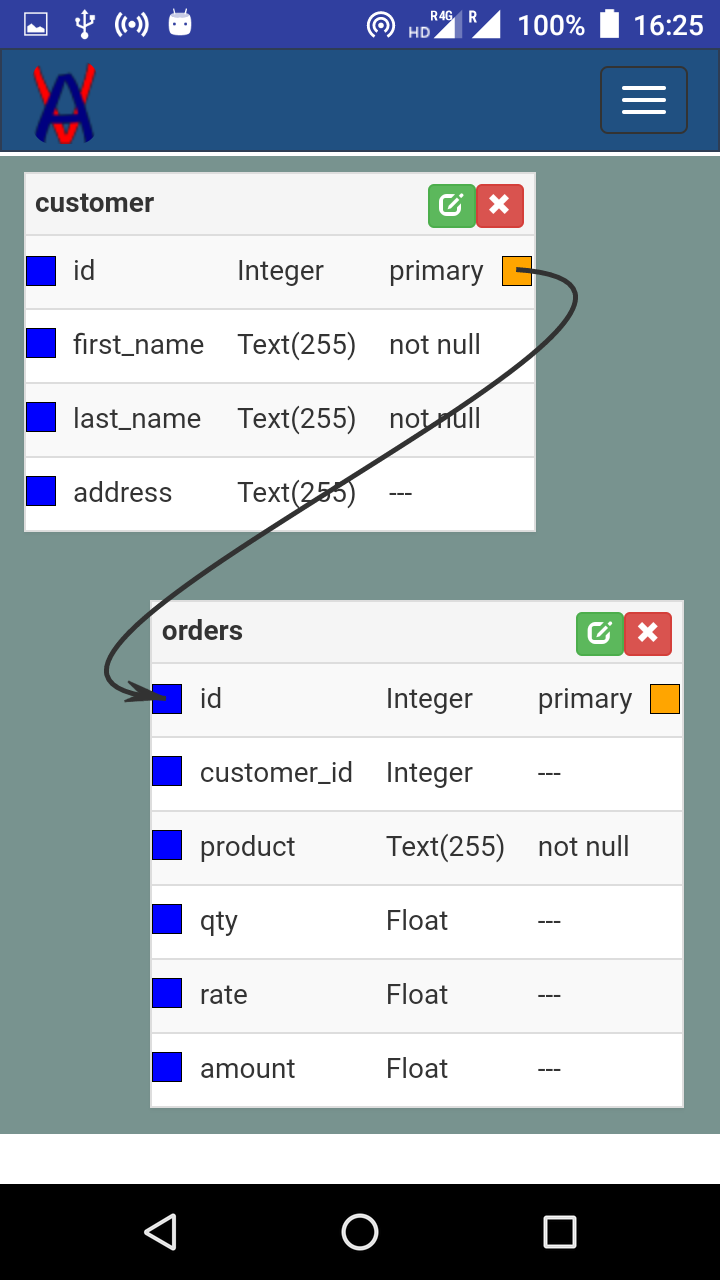 HD R4G R 100% 16:25
customer
id Integer primary
first_name Text(255) not null
last_name Text(255) not null
address Text(255) ---
orders
id Integer primary
customer_id Integer ---
product Text(255) not null
qty Float ---
rate Float ---
amount Float ---